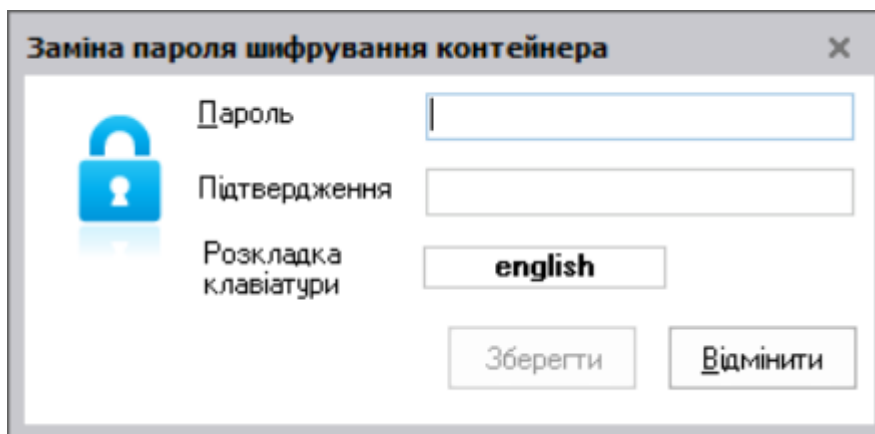 Заміна пароля шифрування контейнера
Пароль
Підтвердження
Розкладка
клавіатури
english
Зберегти
Відмінити